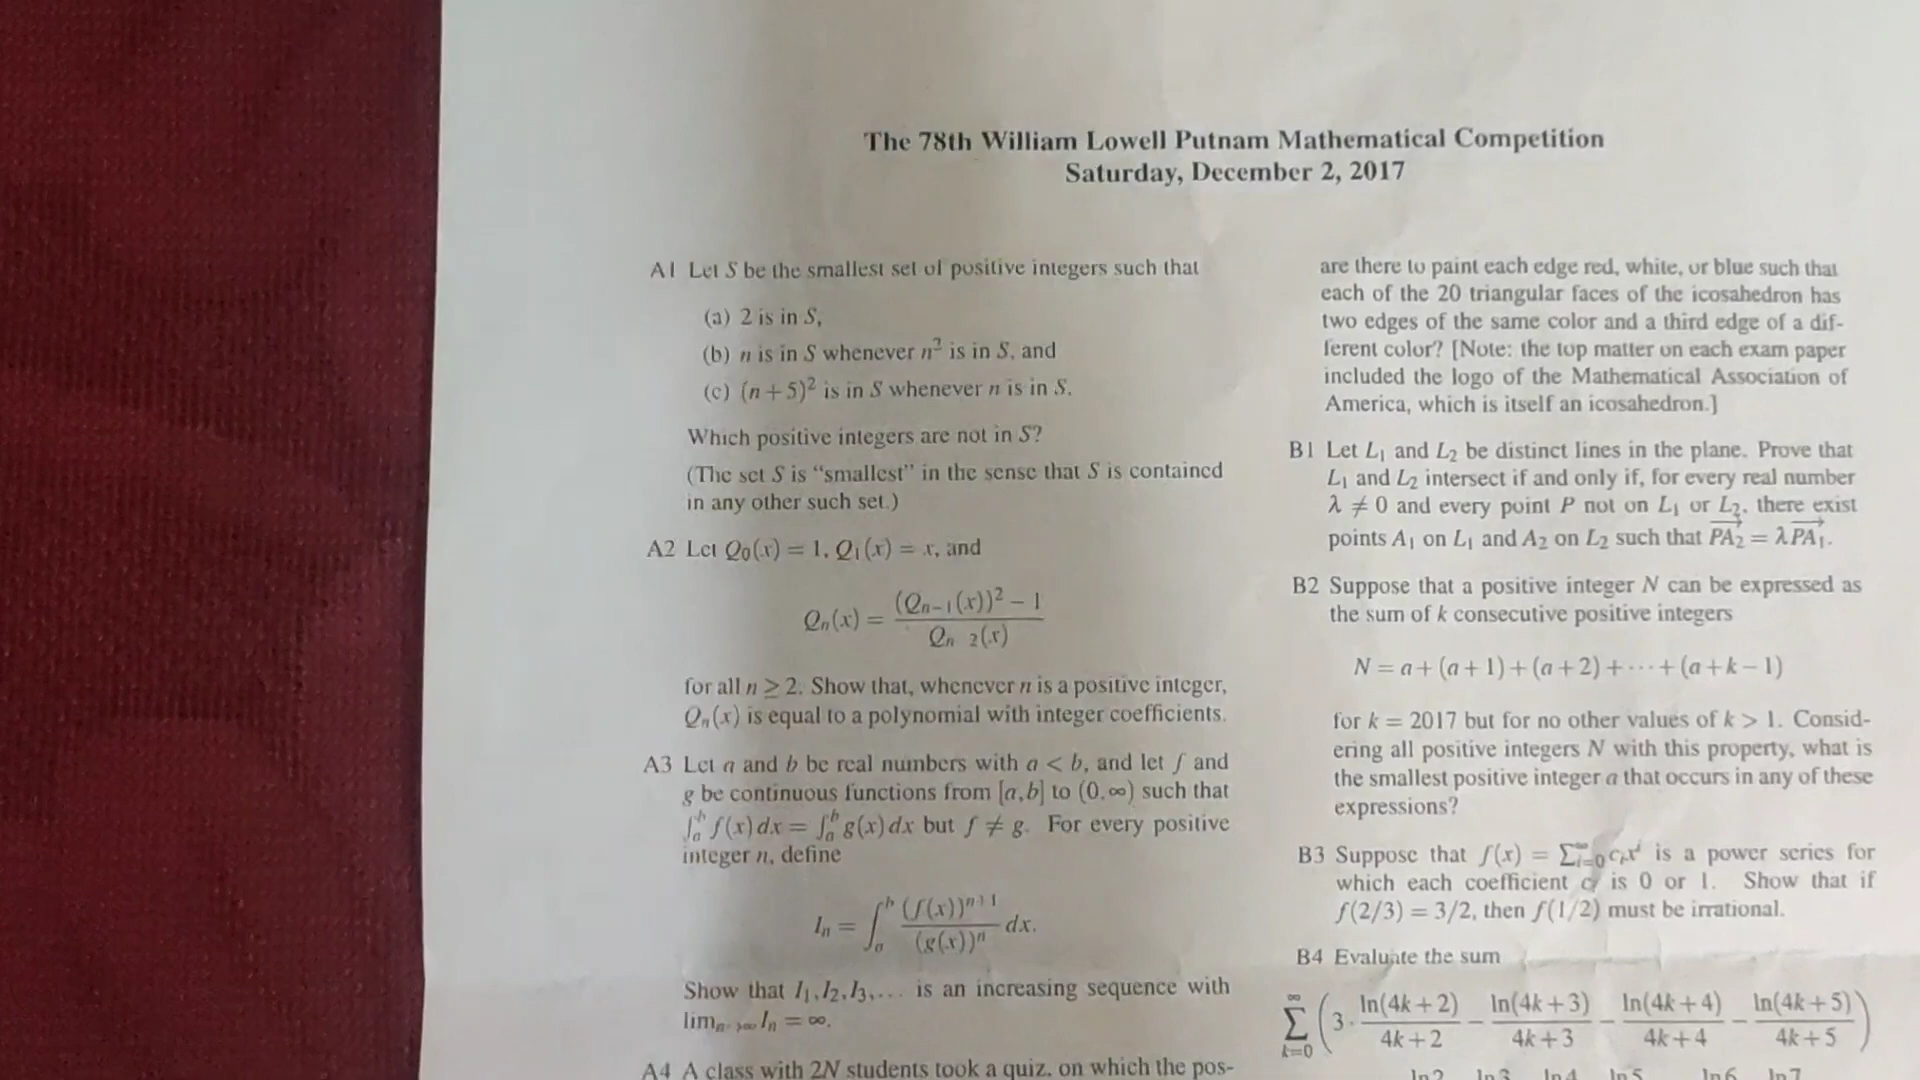 The 78th William Lowell Putnam Mathematical Competition
Saturday, December 2, 2017
A1 Let S be the smallest set of positive integers such that
(a) 2 is in S,
(b) n is in S whenever n² is in S, and
(c) (n+5)² is in S whenever n is in S.
Which positive integers are not in S?
(The set S is “smallest” in the sense that S is contained
in any other such set.)
A2 Let Q₀(x) = 1, Q₁(x) = x, and
Qₙ(x) = ((Qₙ₋₁(x))² − 1) / Qₙ₋₂(x)
for all n ≥ 2. Show that, whenever n is a positive integer,
Qₙ(x) is equal to a polynomial with integer coefficients.
A3 Let a and b be real numbers with a < b, and let f and
g be continuous functions from [a,b] to (0,∞) such that
∫ₐᵇ f(x) dx = ∫ₐᵇ g(x) dx but f ≠ g. For every positive
integer n, define
Iₙ = ∫ₐᵇ (f(x))ⁿ⁺¹ / (g(x))ⁿ dx.
Show that I₁, I₂, I₃, ... is an increasing sequence with
limₙ→∞ Iₙ = ∞.
A4 A class with 2N students took a quiz, on which the pos-
are there to paint each edge red, white, or blue such that
each of the 20 triangular faces of the icosahedron has
two edges of the same color and a third edge of a dif-
ferent color? [Note: the top matter on each exam paper
included the logo of the Mathematical Association of
America, which is itself an icosahedron.]
B1 Let L₁ and L₂ be distinct lines in the plane. Prove that
L₁ and L₂ intersect if and only if, for every real number
λ ≠ 0 and every point P not on L₁ or L₂, there exist
points A₁ on L₁ and A₂ on L₂ such that PA₂→ = λPA₁→.
B2 Suppose that a positive integer N can be expressed as
the sum of k consecutive positive integers
N = a + (a+1) + (a+2) + ··· + (a+k−1)
for k = 2017 but for no other values of k > 1. Consid-
ering all positive integers N with this property, what is
the smallest positive integer a that occurs in any of these
expressions?
B3 Suppose that f(x) = ∑ᵢ₌₀^∞ cᵢxⁱ is a power series for
which each coefficient cᵢ is 0 or 1. Show that if
f(2/3) = 3/2, then f(1/2) must be irrational.
B4 Evaluate the sum
∑ₖ₌₀^∞ (3 · ln(4k+2)/(4k+2) − ln(4k+3)/(4k+3) − ln(4k+4)/(4k+4) − ln(4k+5)/(4k+5))
ln 2 ln 3 ln 4 ln 5 ln 6 ln 7